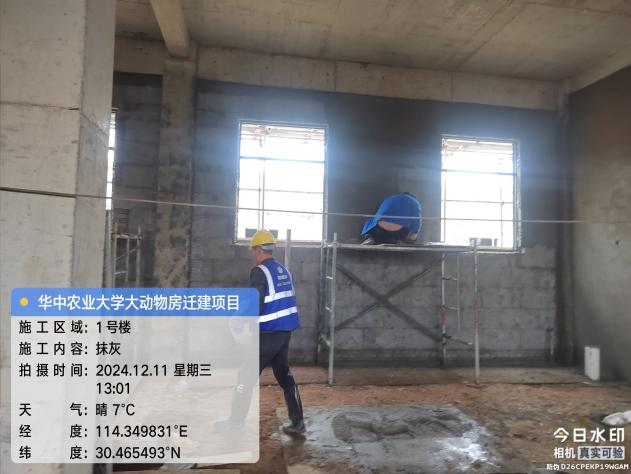 华中农业大学大动物房迁建项目
施工区域：1号楼
施工内容：抹灰
拍摄时间：2024.12.11 星期三
13:01
天气：晴 7°C
经度：114.349831°E
纬度：30.465493°N
今日水印
相机 真实可验
防伪 D26CPEKP19WGAM